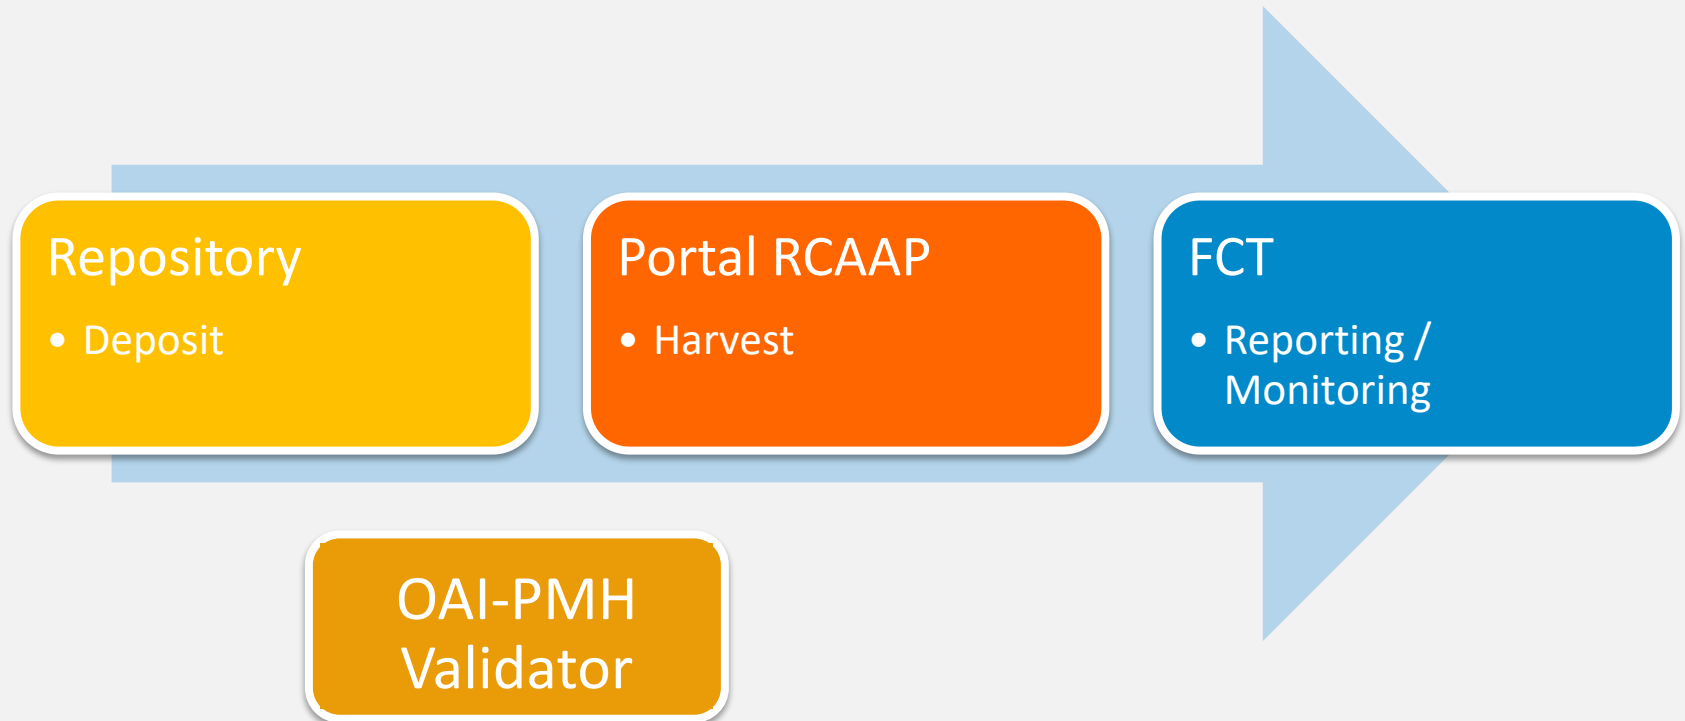 Repository
• Deposit
Portal RCAAP
• Harvest
FCT
• Reporting /
Monitoring
OAI-PMH
Validator